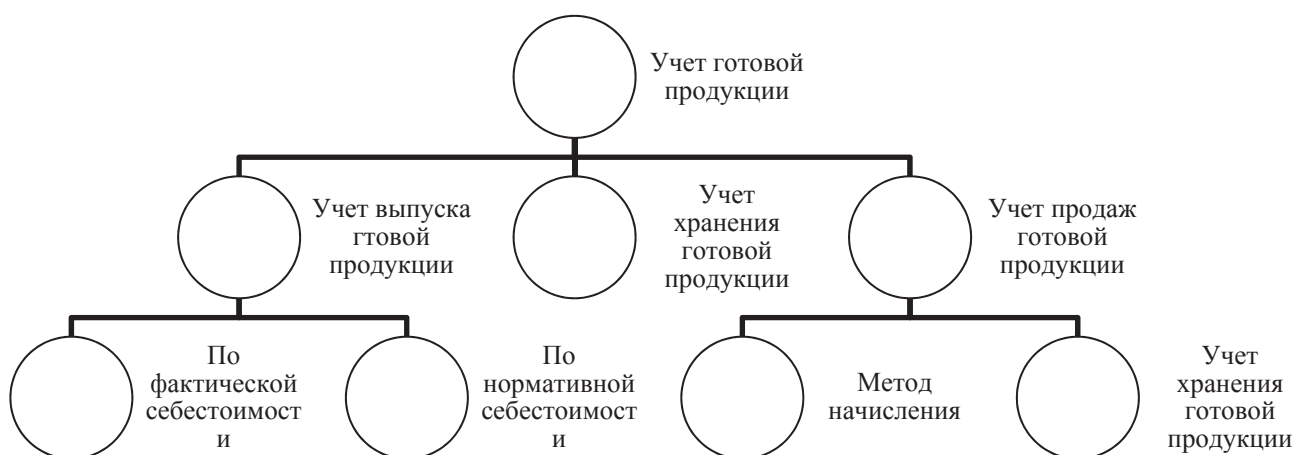 Учет готовой
продукции
Учет выпуска
гтовой
продукции
Учет
хранения
готовой
продукции
Учет продаж
готовой
продукции
По
фактической
себестоимост
и
По
нормативной
себестоимост
и
Метод
начисления
Учет
хранения
готовой
продукции